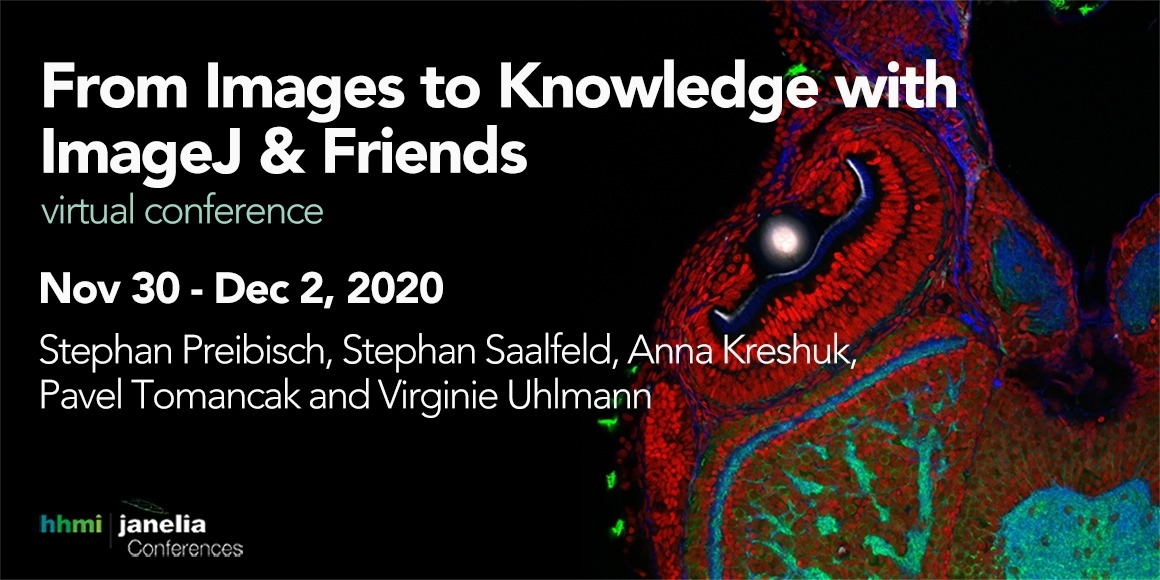 From Images to Knowledge with
ImageJ & Friends
virtual conference
Nov 30 - Dec 2, 2020
Stephan Preibisch, Stephan Saalfeld, Anna Kreshuk,
Pavel Tomancak and Virginie Uhlmann
hhmi | janelia
Conferences